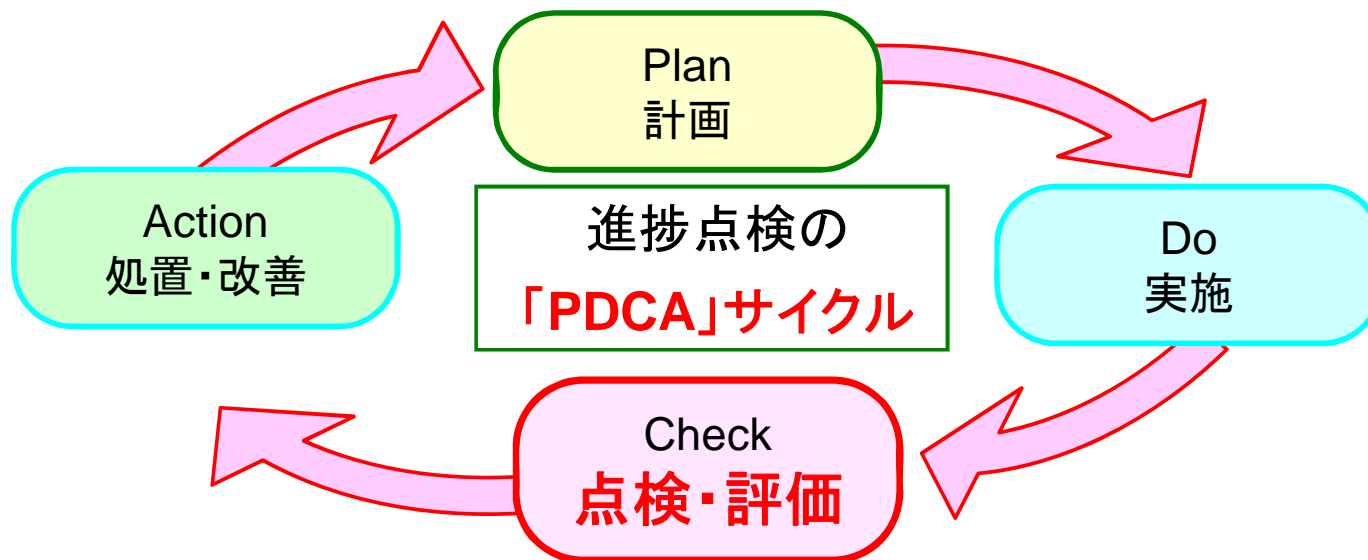 Plan
計画
Action
処置・改善
進捗点検の
「PDCA」サイクル
Do
実施
Check
点検・評価